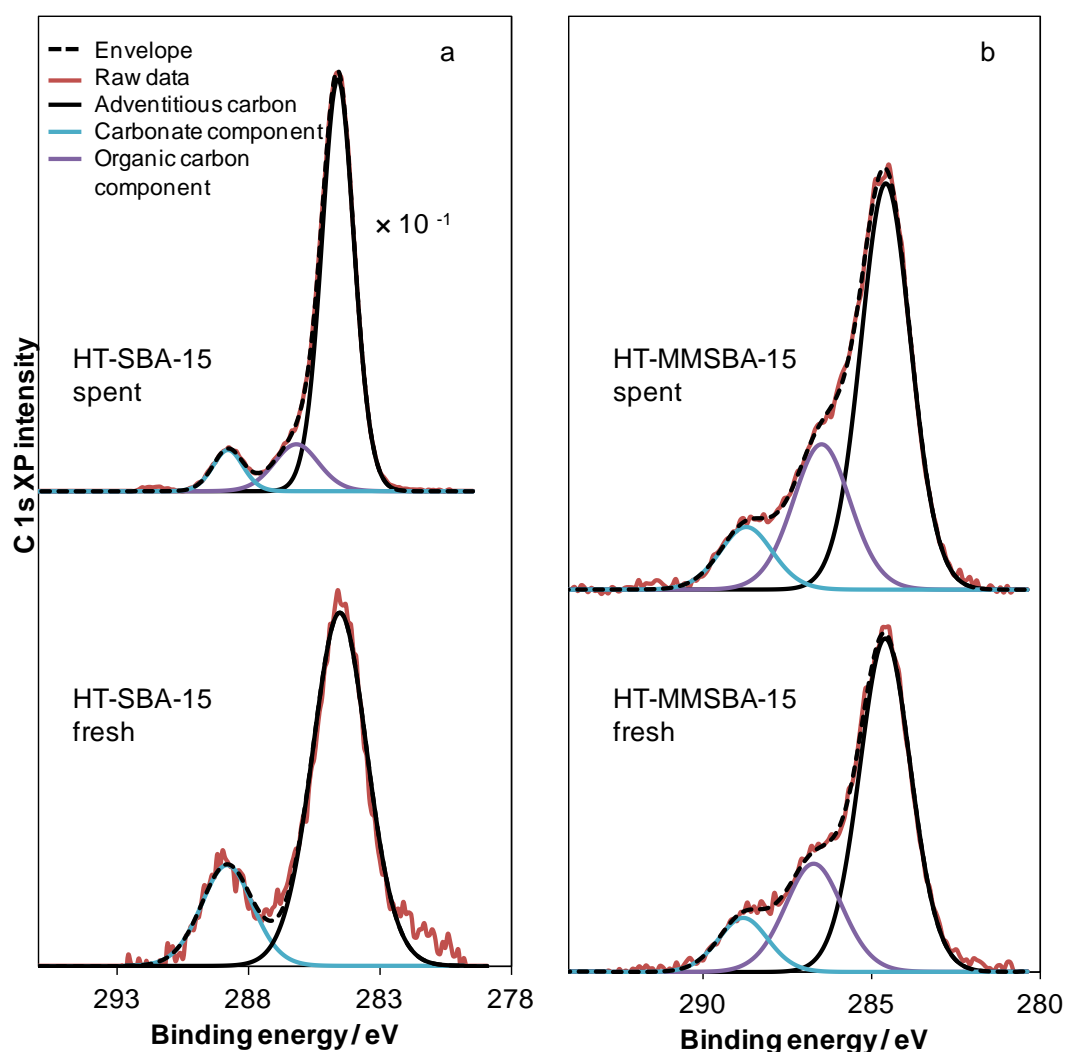 a
b
Envelope
Raw data
Adventitious carbon
Carbonate component
Organic carbon
component
× 10 -1
C 1s XP intensity
HT-SBA-15
spent
HT-MMSBA-15
spent
HT-SBA-15
fresh
HT-MMSBA-15
fresh
293 288 283 278
290 285 280
Binding energy / eV
Binding energy / eV